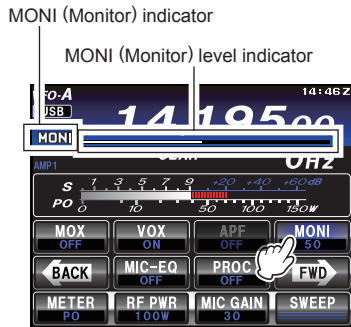 MONI (Monitor) indicator
MONI (Monitor) level indicator
VFO-A
14:46Z
USB
14,195,00
MONI
AMP1
0Hz
S 1 3 5 7 9 +20 +40 +60dB
PO 0 10 50 100 150W
MOX VOX APF MONI
OFF ON OFF 50
BACK MIC-EQ PROC FWD
OFF OFF
METER RF PWR MIC GAIN SWEEP
PO 100W 30